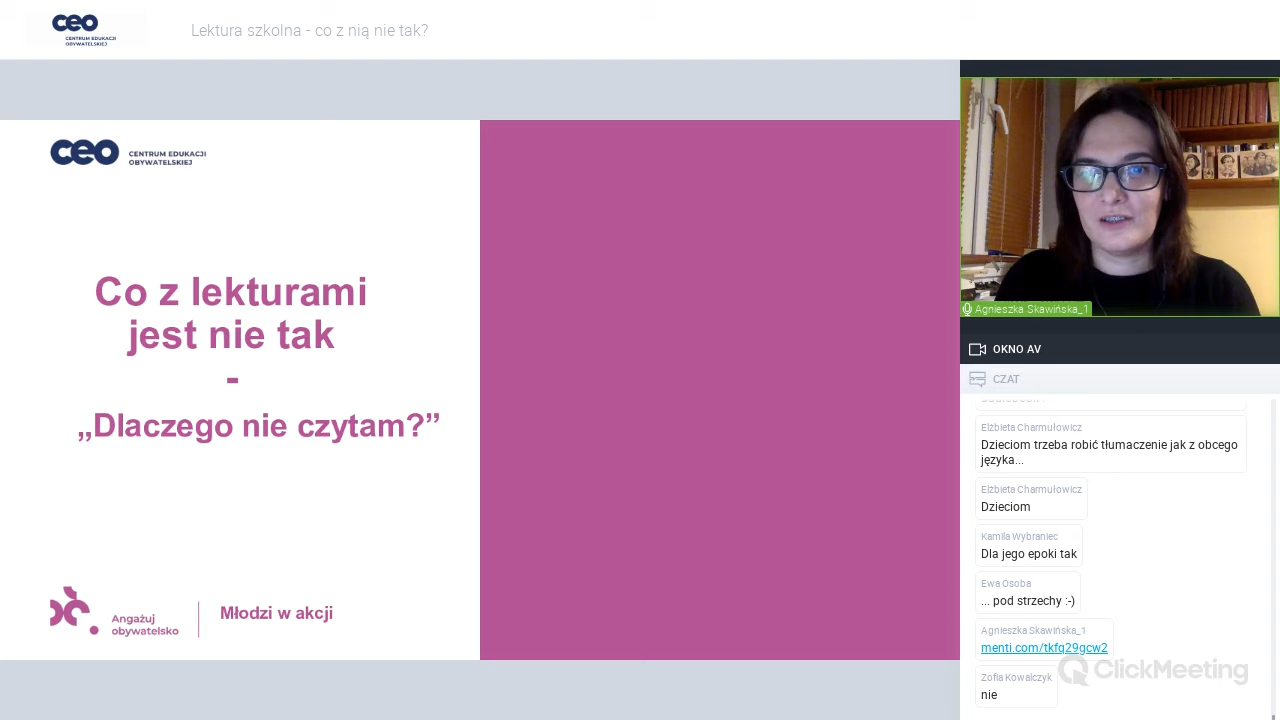 ceo
CENTRUM EDUKACJI
OBYWATELSKIEJ
Lektura szkolna - co z nią nie tak?
ceo
CENTRUM EDUKACJI
OBYWATELSKIEJ
Co z lekturami
jest nie tak
-
„Dlaczego nie czytam?”
Angażuj
obywatelsko
Młodzi w akcji
Agnieszka Skawińska_1
OKNO AV
CZAT
Elżbieta Charmułowicz
Dzieciom trzeba robić tłumaczenie jak z obcego
języka...
Elżbieta Charmułowicz
Dzieciom
Kamila Wybraniec
Dla jego epoki tak
Ewa Osoba
... pod strzechy :-)
Agnieszka Skawińska_1
menti.com/tkfq29gcw2
ClickMeeting
Zofia Kowalczyk
nie